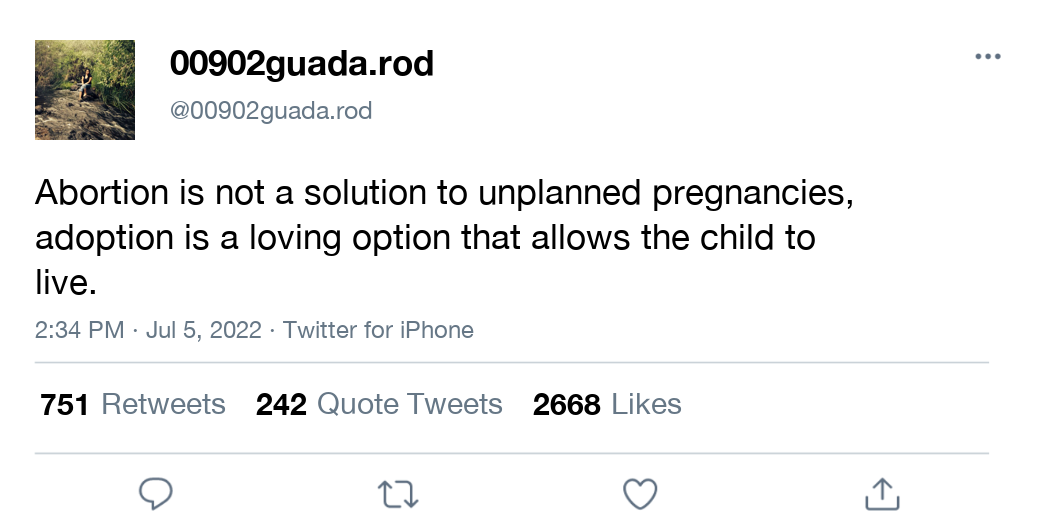 00902guada.rod
@00902guada.rod
Abortion is not a solution to unplanned pregnancies,
adoption is a loving option that allows the child to
live.
2:34 PM · Jul 5, 2022 · Twitter for iPhone
751 Retweets 242 Quote Tweets 2668 Likes